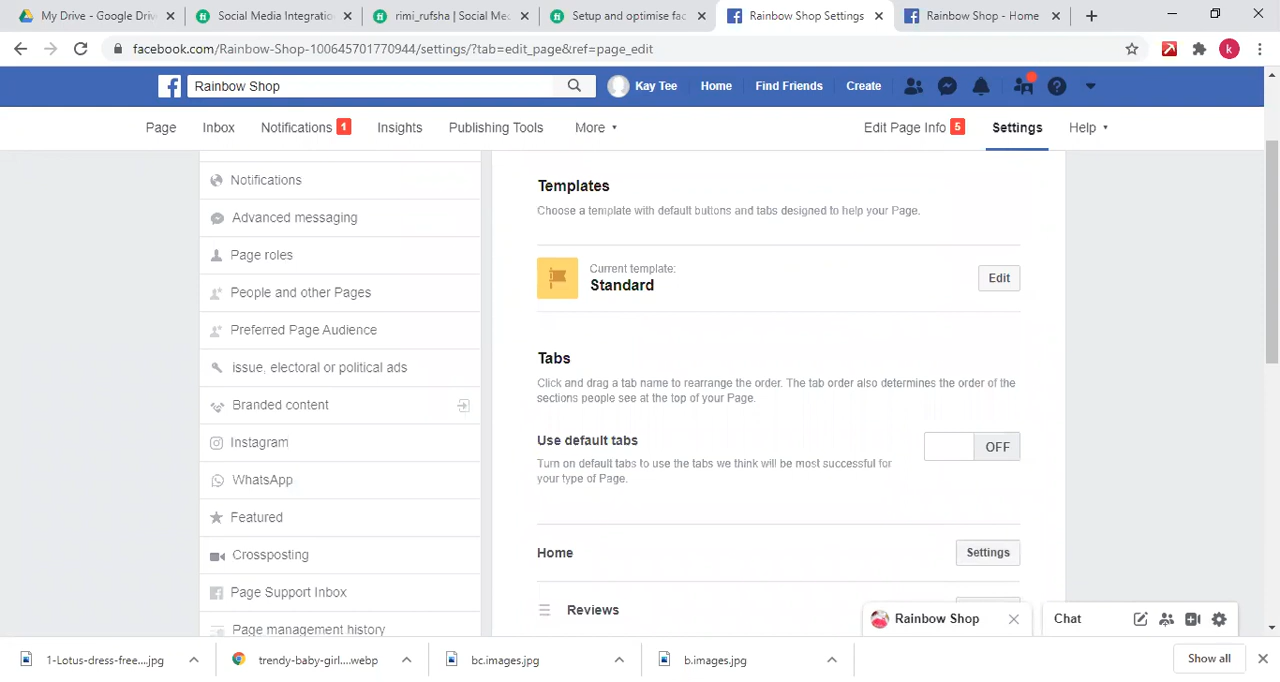 My Drive - Google Driv
Social Media Integratio
rimi_rufsha | Social Me
Setup and optimise fac
Rainbow Shop Settings
Rainbow Shop - Home
facebook.com/Rainbow-Shop-100645701770944/settings/?tab=edit_page&ref=page_edit
k
Rainbow Shop
Kay Tee
Home
Find Friends
Create
Page
Inbox
Notifications 1
Insights
Publishing Tools
More
Edit Page Info 5
Settings
Help
Notifications
Advanced messaging
Page roles
People and other Pages
Preferred Page Audience
issue, electoral or political ads
Branded content
Instagram
WhatsApp
Featured
Crossposting
Page Support Inbox
Page management history
Templates
Choose a template with default buttons and tabs designed to help your Page.
Current template:
Standard
Edit
Tabs
Click and drag a tab name to rearrange the order. The tab order also determines the order of the
sections people see at the top of your Page.
Use default tabs
OFF
Turn on default tabs to use the tabs we think will be most successful for
your type of Page.
Home
Settings
Reviews
Rainbow Shop
Chat
1-Lotus-dress-free....jpg
trendy-baby-girl....webp
bc.images.jpg
b.images.jpg
Show all